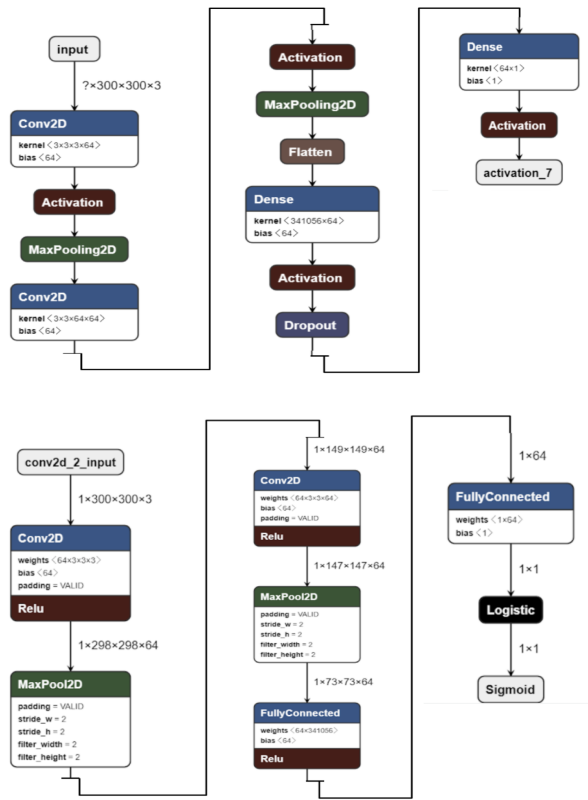 input
?×300×300×3
Conv2D
kernel〈3×3×3×64〉
bias〈64〉
Activation
MaxPooling2D
Conv2D
kernel〈3×3×64×64〉
bias〈64〉
Activation
MaxPooling2D
Flatten
Dense
kernel〈341056×64〉
bias〈64〉
Activation
Dropout
Dense
kernel〈64×1〉
bias〈1〉
Activation
activation_7
conv2d_2_input
1×300×300×3
Conv2D
weights〈64×3×3×3〉
bias〈64〉
padding = VALID
Relu
1×298×298×64
MaxPool2D
padding = VALID
stride_w = 2
stride_h = 2
filter_width = 2
filter_height = 2
1×149×149×64
Conv2D
weights〈64×3×3×64〉
bias〈64〉
padding = VALID
Relu
1×147×147×64
MaxPool2D
padding = VALID
stride_w = 2
stride_h = 2
filter_width = 2
filter_height = 2
1×73×73×64
FullyConnected
weights〈64×341056〉
bias〈64〉
Relu
1×64
FullyConnected
weights〈1×64〉
bias〈1〉
1×1
Logistic
1×1
Sigmoid